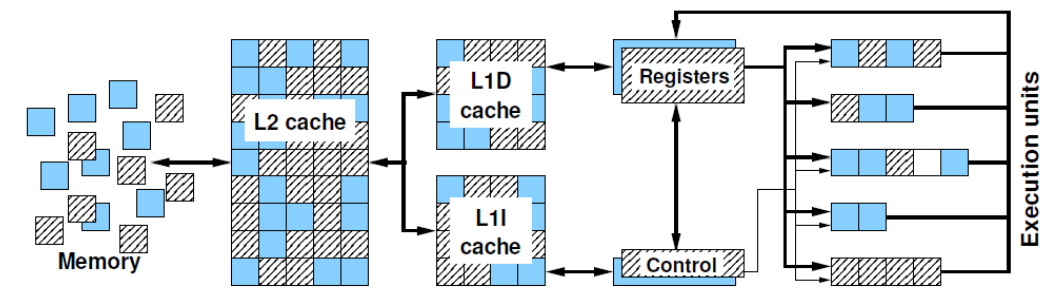 Memory
L2 cache
L1D
cache
L1I
cache
Registers
Control
Execution units